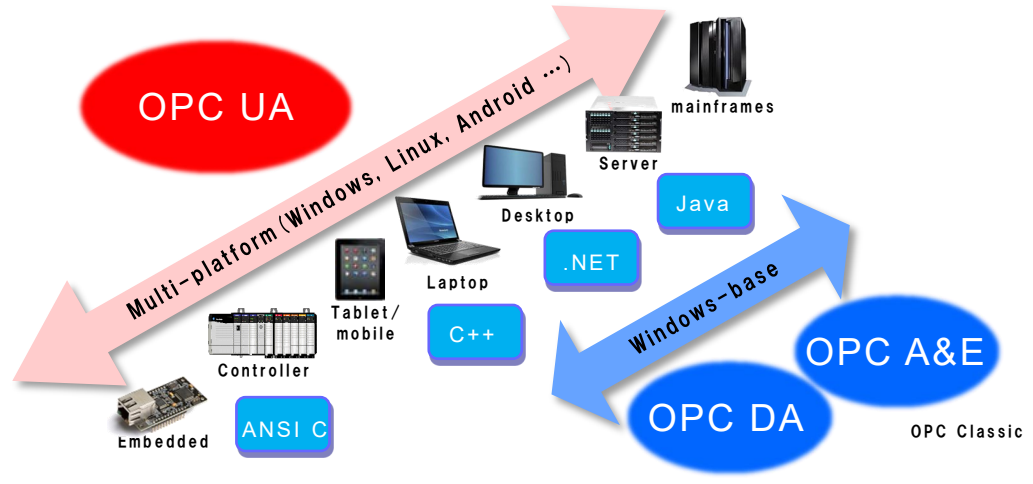 OPC UA
Multi-platform(Windows, Linux, Android …)
mainframes
Server
Java
Desktop
.NET
Laptop
Windows-base
Tablet/
mobile
C++
Controller
OPC A&E
OPC DA
Embedded
ANSI C
OPC Classic